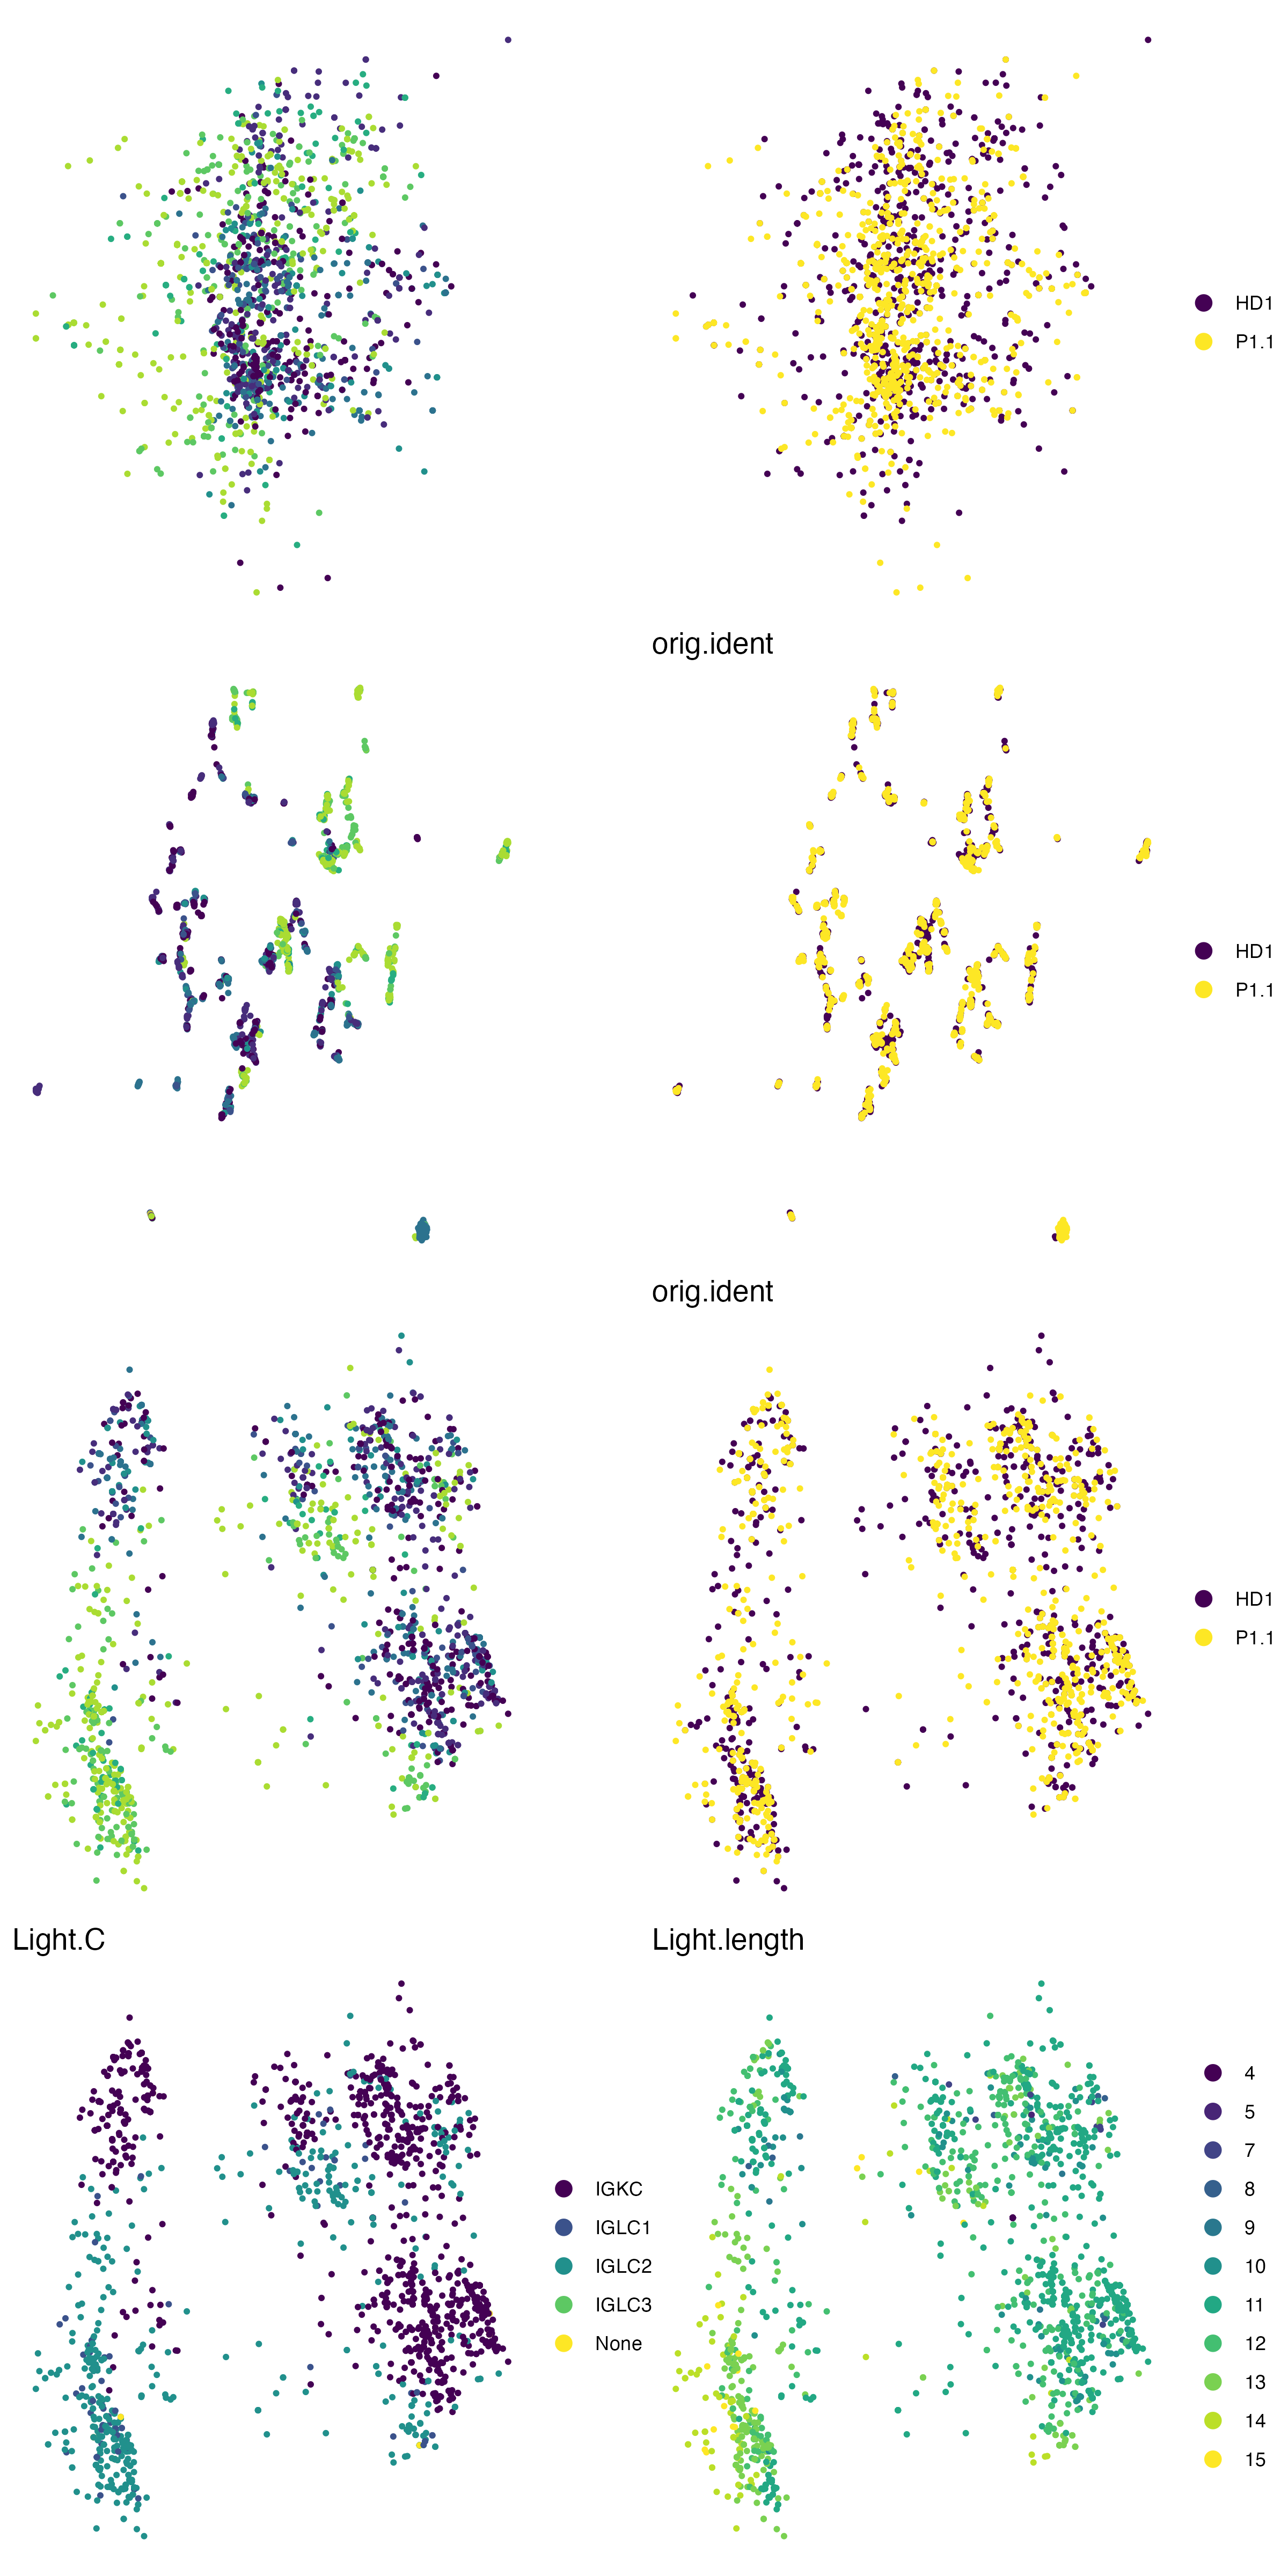 HD1
P1.1
orig.ident
HD1
P1.1
orig.ident
HD1
P1.1
Light.C
Light.length
IGKC
IGLC1
IGLC2
IGLC3
None
4
5
7
8
9
10
11
12
13
14
15